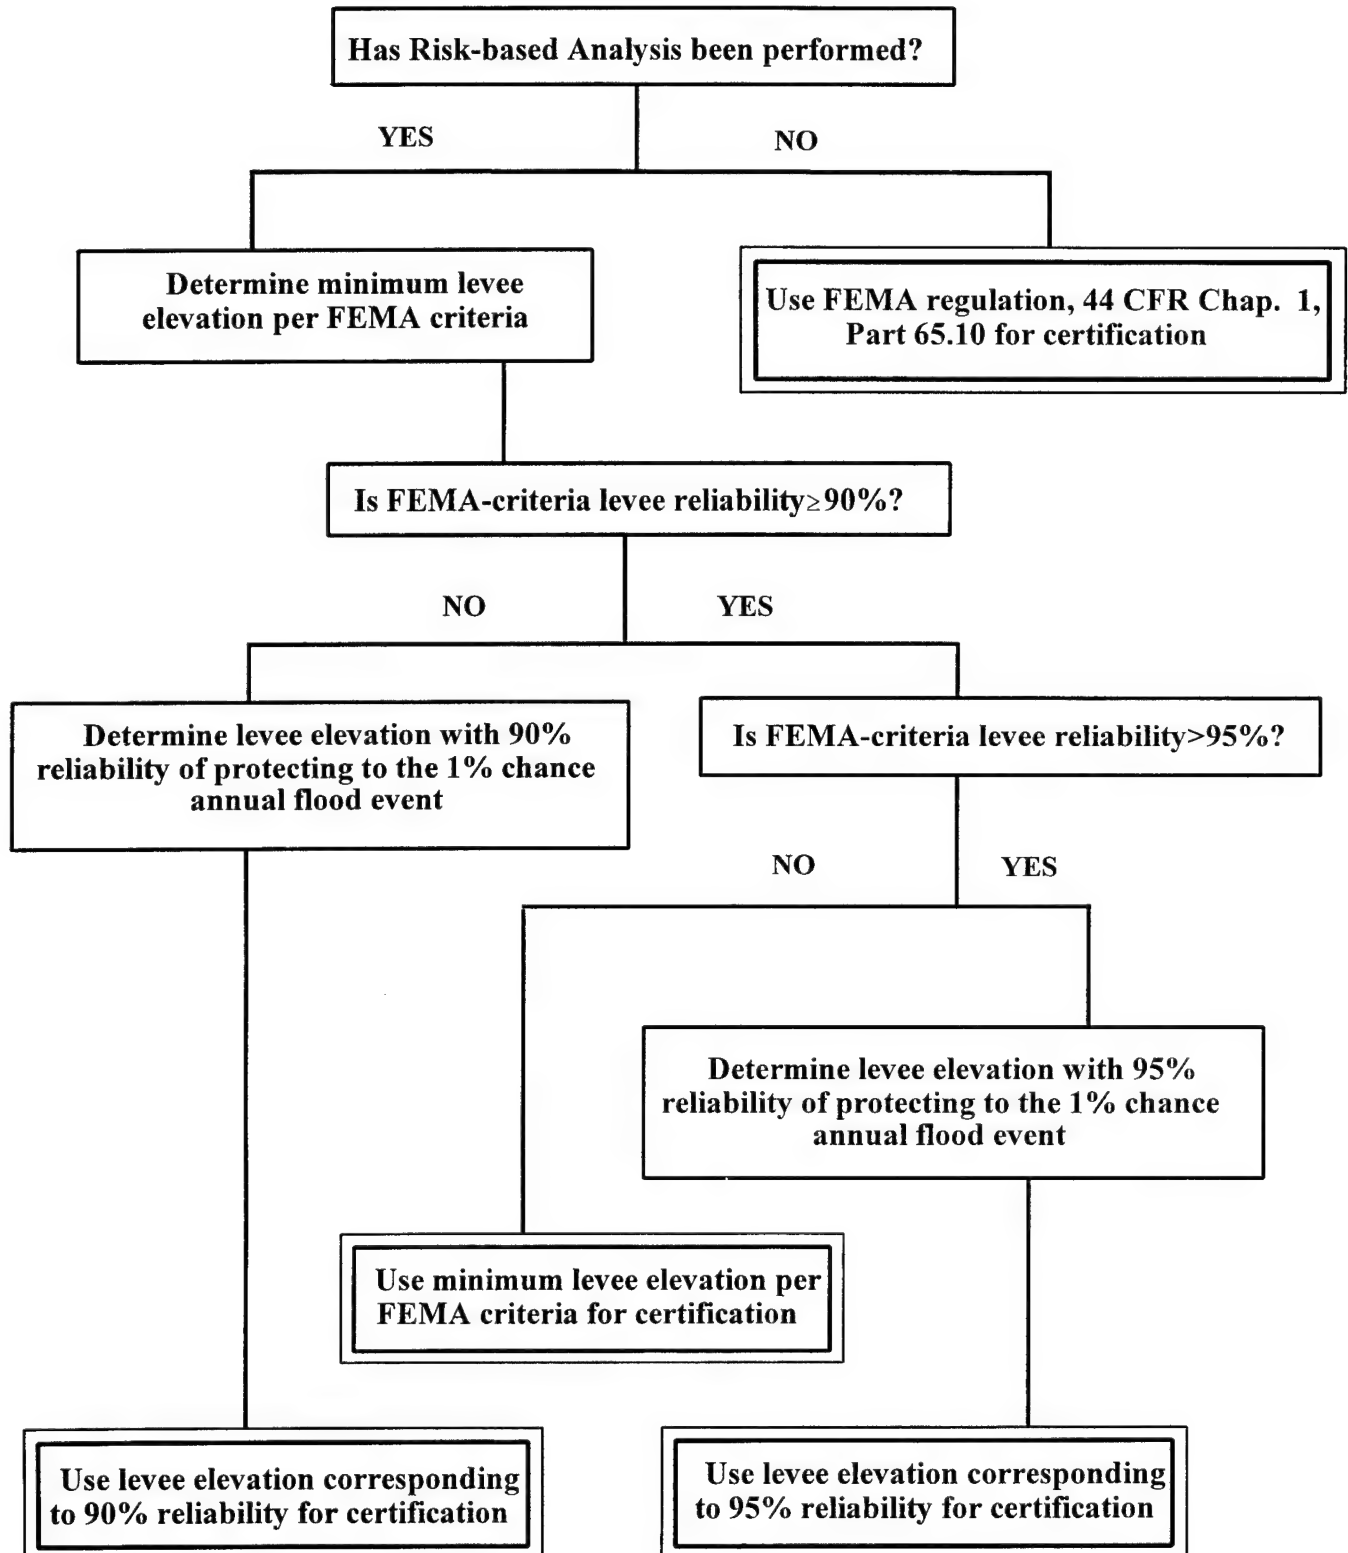 Has Risk-based Analysis been performed?
YES
NO
Determine minimum levee
elevation per FEMA criteria
Use FEMA regulation, 44 CFR Chap. 1,
Part 65.10 for certification
Is FEMA-criteria levee reliability≥90%?
NO
YES
Determine levee elevation with 90%
reliability of protecting to the 1% chance
annual flood event
Is FEMA-criteria levee reliability>95%?
NO
YES
Determine levee elevation with 95%
reliability of protecting to the 1% chance
annual flood event
Use minimum levee elevation per
FEMA criteria for certification
Use levee elevation corresponding
to 90% reliability for certification
Use levee elevation corresponding
to 95% reliability for certification